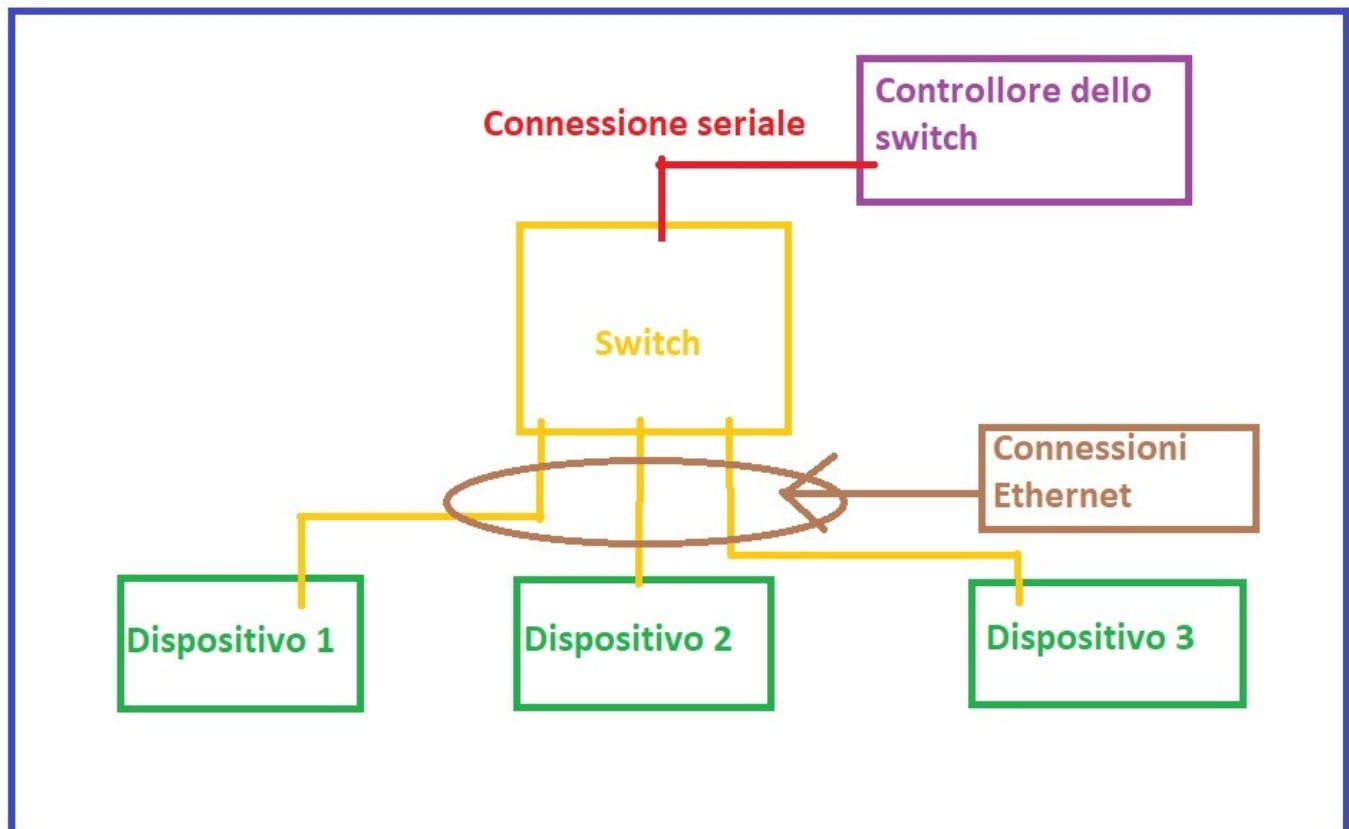 Connessione seriale
Controllore dello
switch
Switch
Connessioni
Ethernet
Dispositivo 1
Dispositivo 2
Dispositivo 3